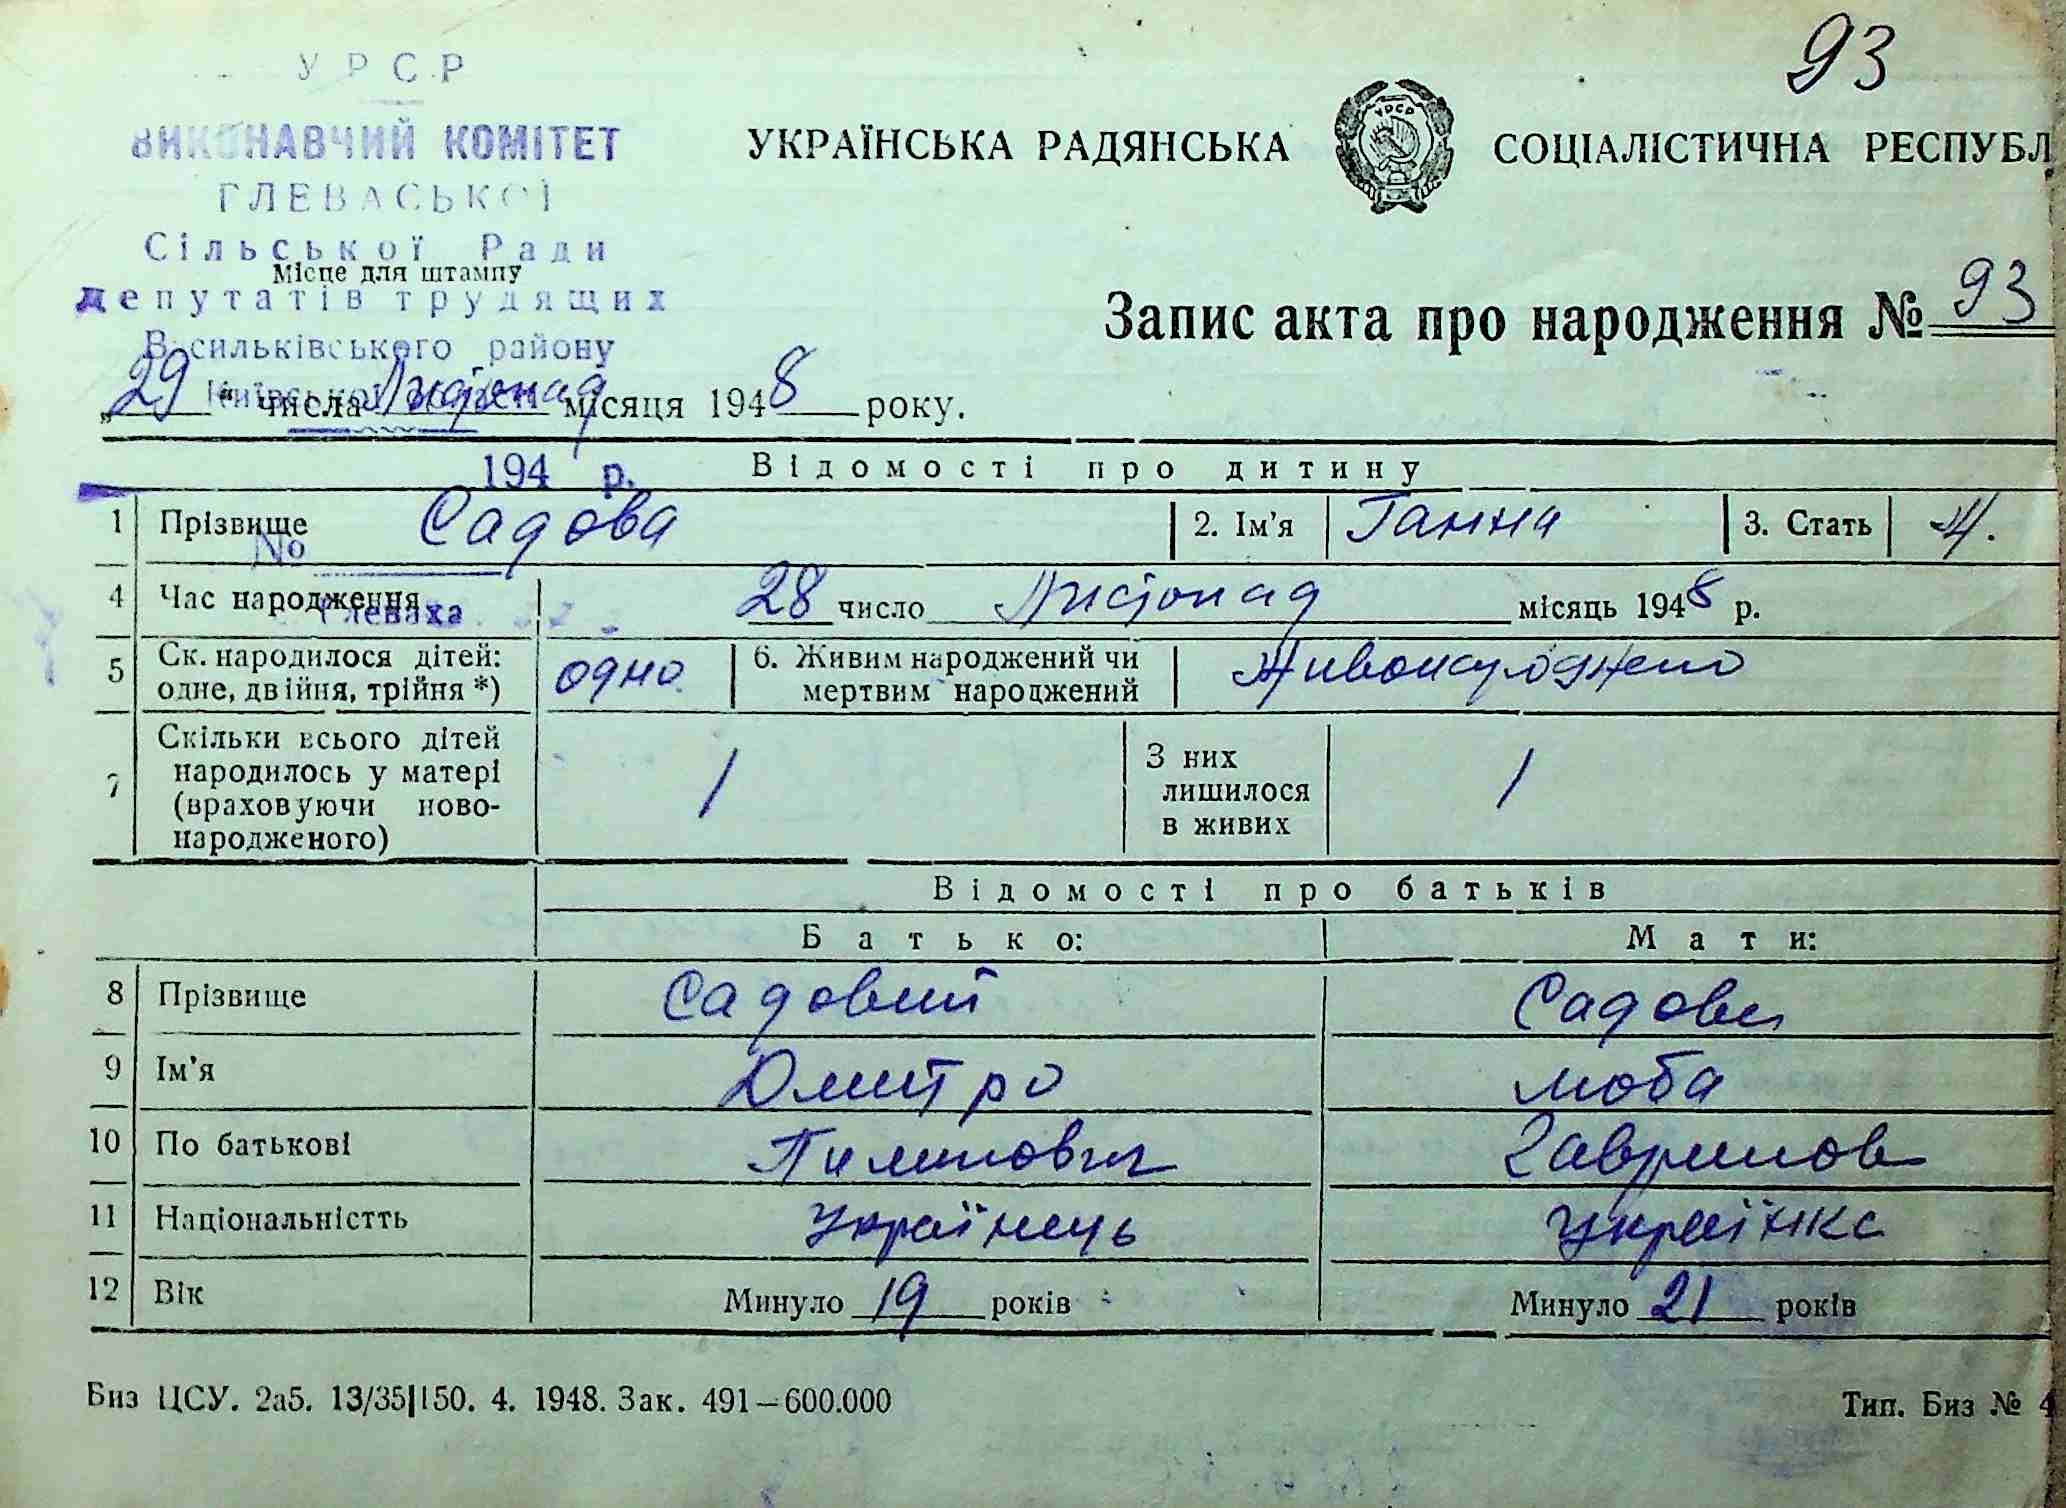 93
УРСР
ВИКОНАВЧИЙ КОМІТЕТ
ГЛЕВАСЬКОЇ
Сільської Ради
Місце для штампу
депутатів трудящих
Васильківського району
Київської
УКРАЇНСЬКА РАДЯНСЬКА СОЦІАЛІСТИЧНА РЕСПУБЛ
УРСР
Запис акта про народження № 93
„29“ числа Листопад місяця 1948 року.
194 р.
Відомості про дитину
1 Прізвище Садова 2. Ім'я Ганна 3. Стать Ж.
№
4 Час народження 28 число Листопад місяць 1948 р.
Глеваха
5 Ск. народилося дітей: одне, двійня, трійня *) одно 6. Живим народжений чи мертвим народжений Живонароджено
7 Скільки всього дітей народилось у матері (враховуючи ново-народженого) 1 З них лишилося в живих 1
Відомості про батьків
Батько: Мати:
8 Прізвище Садовий Садова
9 Ім'я Дмитро Люба
10 По батькові Пилипович Гаврилов
11 Національністть Українець Українка
12 Вік Минуло 19 років Минуло 21 років
Биз ЦСУ. 2а5. 13/35|150. 4. 1948. Зак. 491–600.000 Тип. Биз № 4